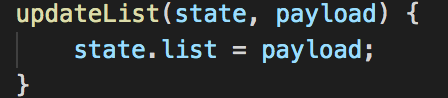 updateList(state, payload) {
    state.list = payload;
}